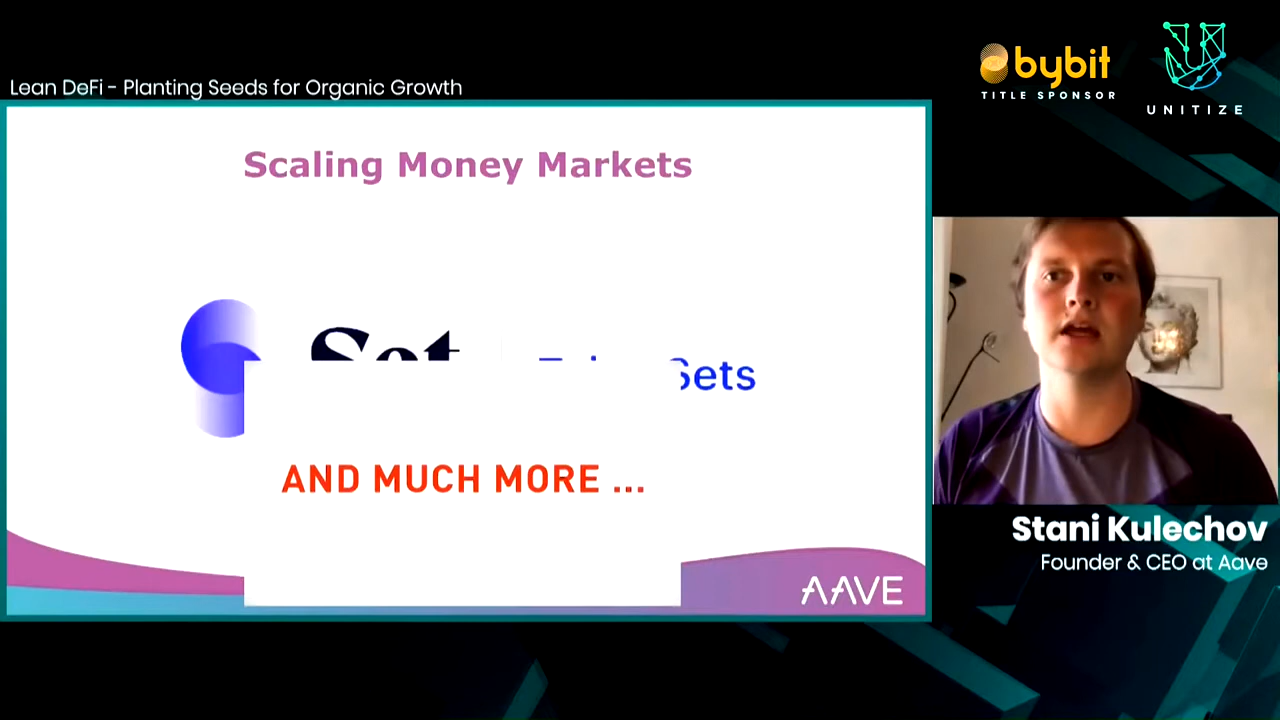 bybit
TITLE SPONSOR
UNITIZE
Lean DeFi - Planting Seeds for Organic Growth
Scaling Money Markets
Set
Sets
AND MUCH MORE ...
AAVE
Stani Kulechov
Founder & CEO at Aave